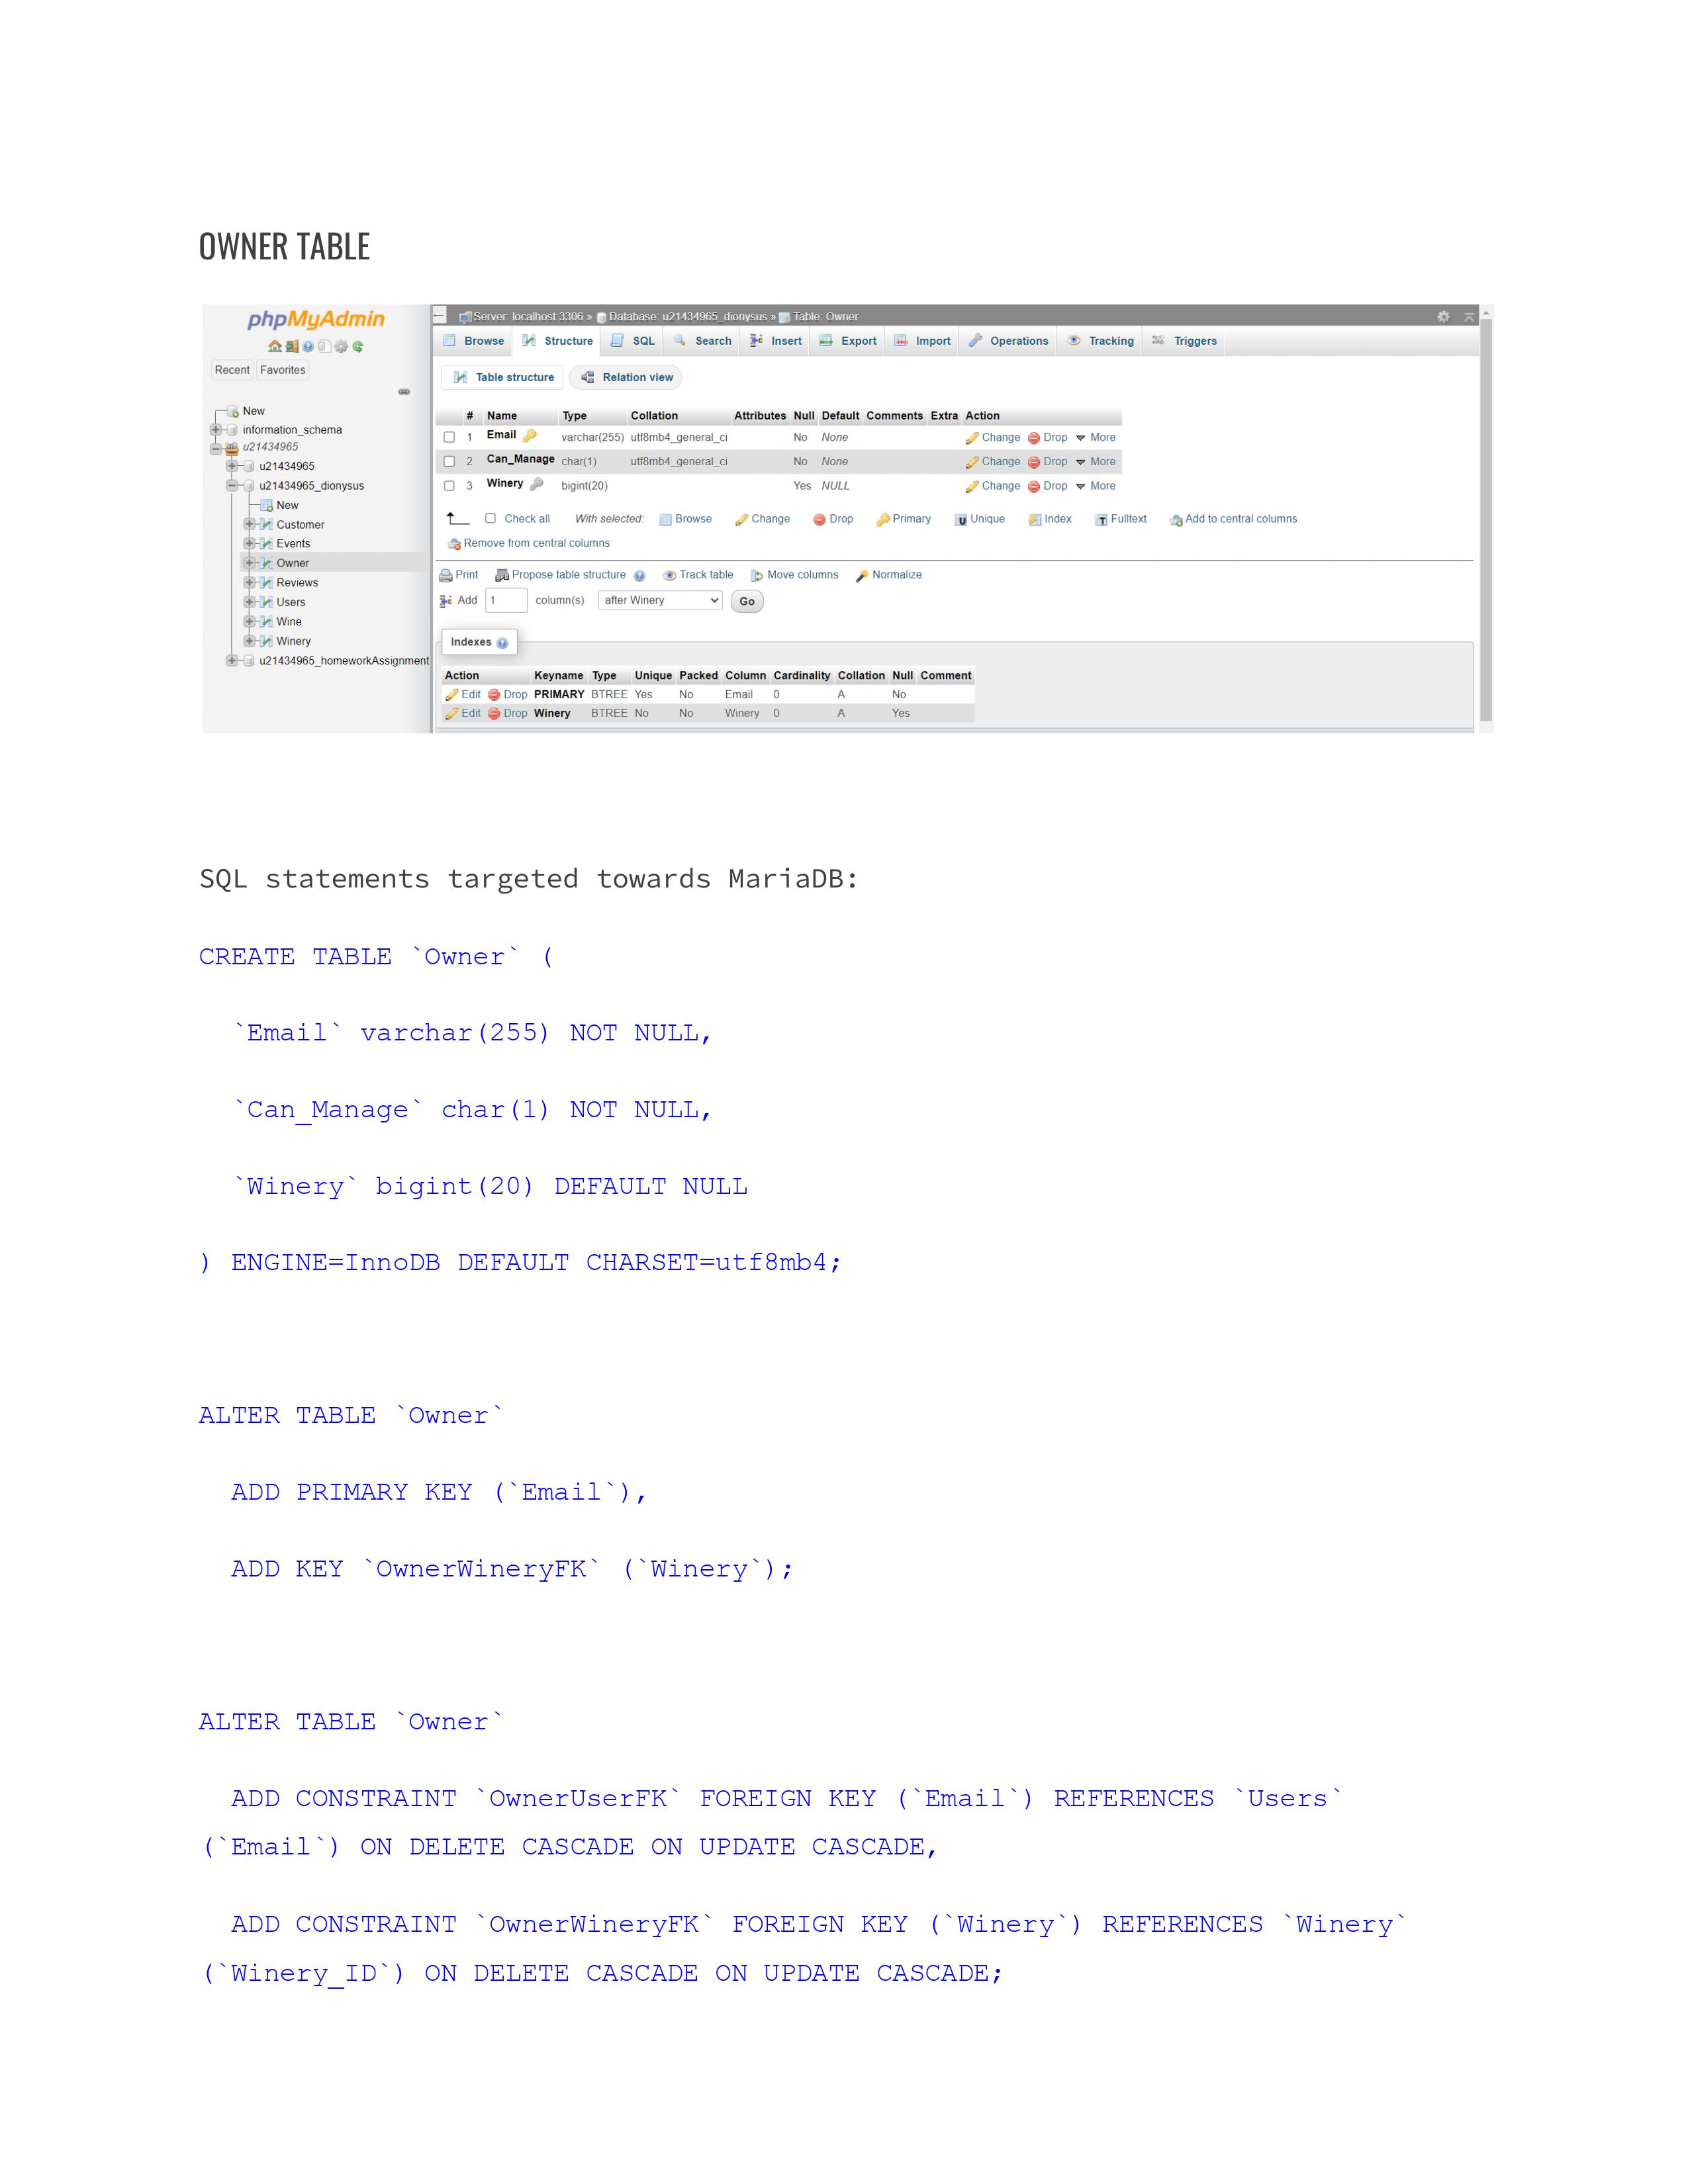 OWNER TABLE
phpMyAdmin
Recent Favorites
New
information_schema
u21434965
u21434965
u21434965_dionysus
New
Customer
Events
Owner
Reviews
Users
Wine
Winery
u21434965_homeworkAssignment
Server: localhost:3306 » Database: u21434965_dionysus » Table: Owner
Browse Structure SQL Search Insert Export Import Operations Tracking Triggers
Table structure Relation view
# Name Type Collation Attributes Null Default Comments Extra Action
1 Email varchar(255) utf8mb4_general_ci No None Change Drop More
2 Can_Manage char(1) utf8mb4_general_ci No None Change Drop More
3 Winery bigint(20) Yes NULL Change Drop More
Check all With selected: Browse Change Drop Primary Unique Index Fulltext Add to central columns
Remove from central columns
Print Propose table structure Track table Move columns Normalize
Add 1 column(s) after Winery Go
Indexes
Action Keyname Type Unique Packed Column Cardinality Collation Null Comment
Edit Drop PRIMARY BTREE Yes No Email 0 A No
Edit Drop Winery BTREE No No Winery 0 A Yes
SQL statements targeted towards MariaDB:
CREATE TABLE `Owner` (
`Email` varchar(255) NOT NULL,
`Can_Manage` char(1) NOT NULL,
`Winery` bigint(20) DEFAULT NULL
) ENGINE=InnoDB DEFAULT CHARSET=utf8mb4;
ALTER TABLE `Owner`
ADD PRIMARY KEY (`Email`),
ADD KEY `OwnerWineryFK` (`Winery`);
ALTER TABLE `Owner`
ADD CONSTRAINT `OwnerUserFK` FOREIGN KEY (`Email`) REFERENCES `Users`
(`Email`) ON DELETE CASCADE ON UPDATE CASCADE,
ADD CONSTRAINT `OwnerWineryFK` FOREIGN KEY (`Winery`) REFERENCES `Winery`
(`Winery_ID`) ON DELETE CASCADE ON UPDATE CASCADE;